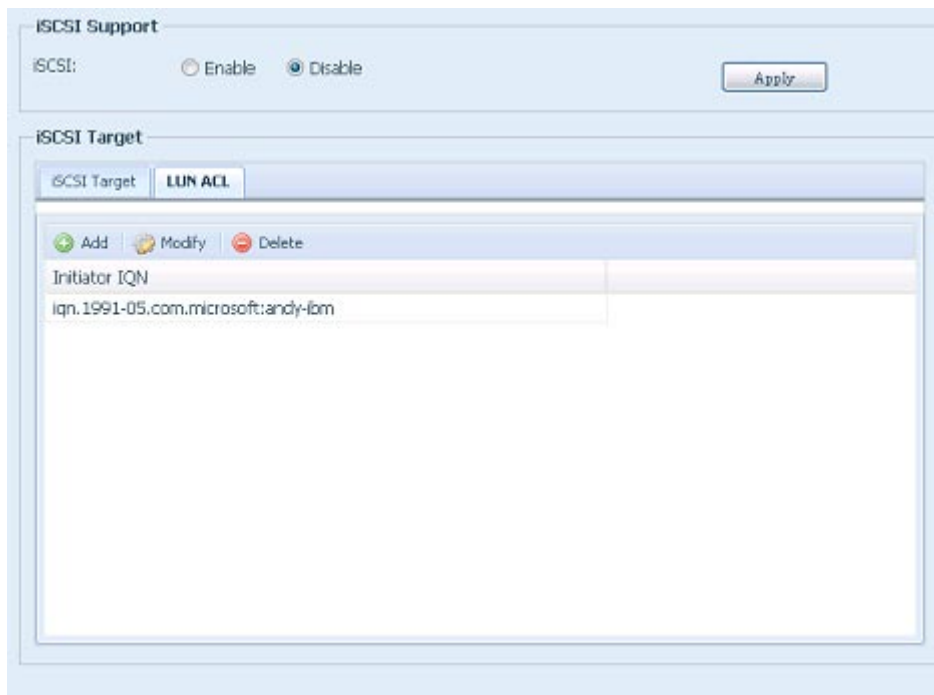 iSCSI Support
iSCSI: Enable Disable Apply
iSCSI Target
iSCSI Target LUN ACL
Add Modify Delete
Initiator IQN
iqn.1991-05.com.microsoft:andy-ibm